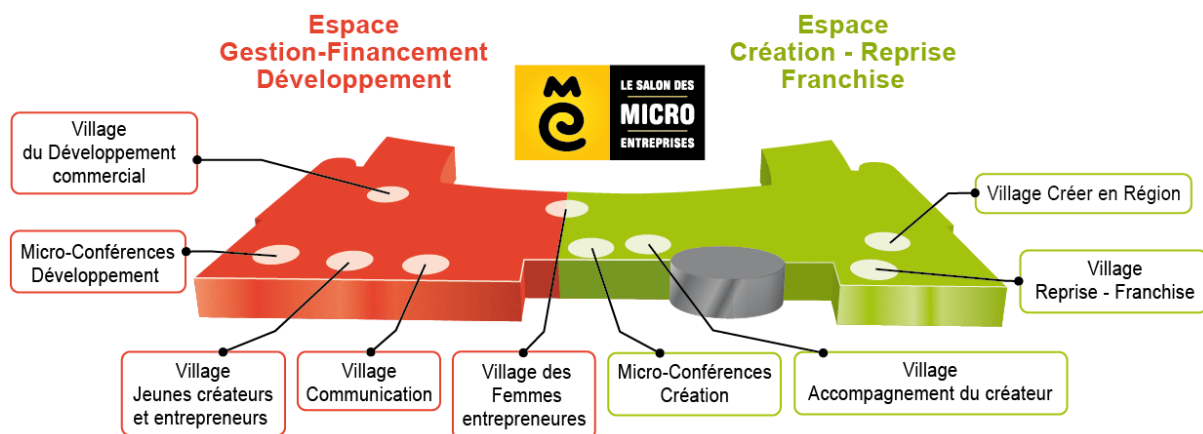 Espace
Gestion-Financement
Développement
Espace
Création - Reprise
Franchise
LE SALON DES
MICRO
ENTREPRISES
Village
du Développement
commercial
Village Créer en Région
Micro-Conférences
Développement
Village
Reprise - Franchise
Village
Jeunes créateurs
et entrepreneurs
Village
Communication
Village des
Femmes
entrepreneures
Micro-Conférences
Création
Village
Accompagnement du créateur